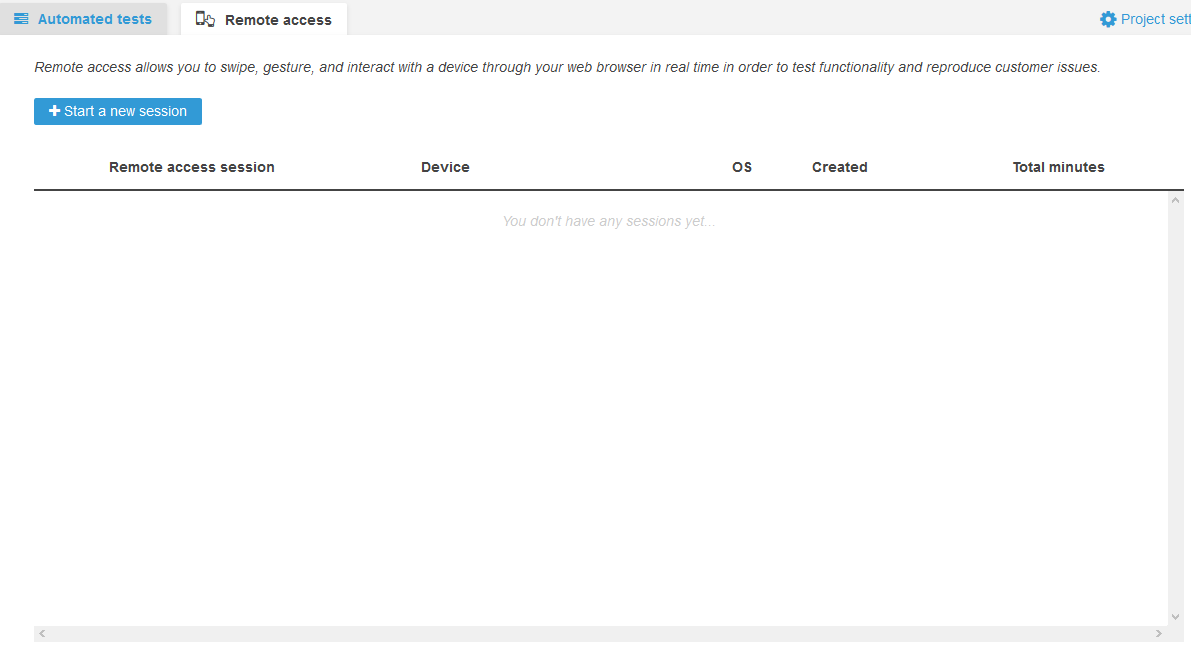 Automated tests
Remote access
Project sett
Remote access allows you to swipe, gesture, and interact with a device through your web browser in real time in order to test functionality and reproduce customer issues.
Start a new session
Remote access session Device OS Created Total minutes
You don't have any sessions yet...